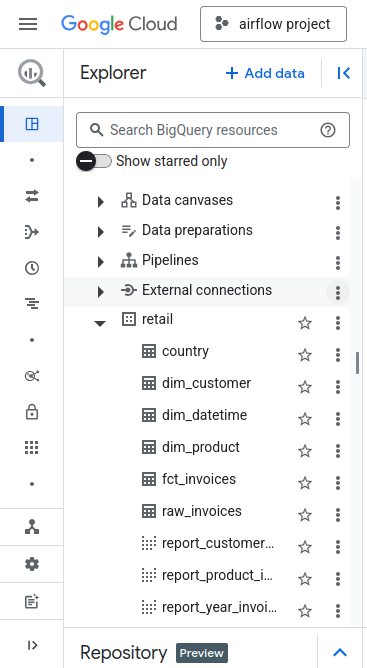 Google Cloud
airflow project
Explorer
+ Add data
Search BigQuery resources
Show starred only
Data canvases
Data preparations
Pipelines
External connections
retail
country
dim_customer
dim_datetime
dim_product
fct_invoices
raw_invoices
report_customer...
report_product_i...
report_year_invoi...
Repository Preview